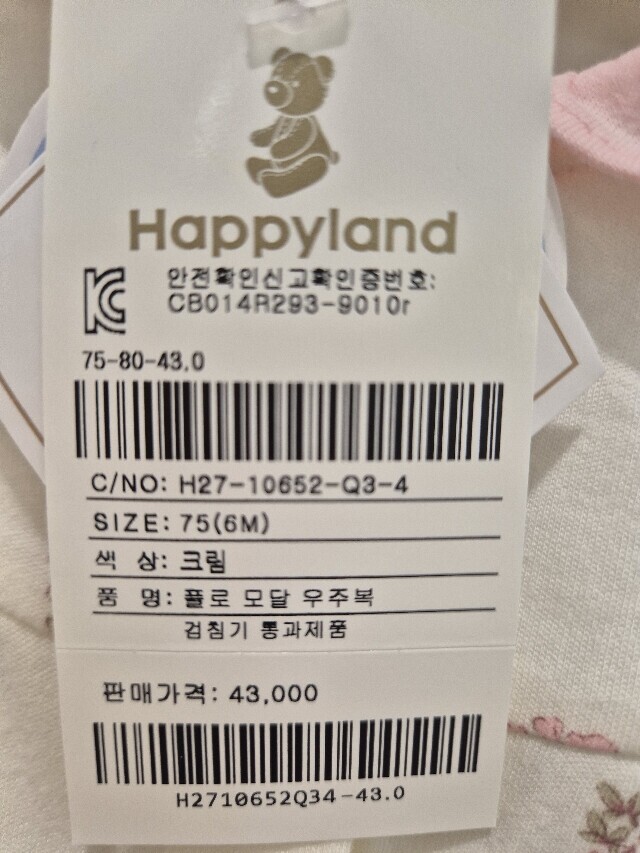 Happyland
안전확인신고확인증번호:
CB014R293-9010r
75-80-43.0
C/NO: H27-10652-Q3-4
SIZE: 75(6M)
색 상: 크림
품 명: 플로 모달 우주복
검침기 통과제품
판매가격: 43,000
H2710652Q34-43.0